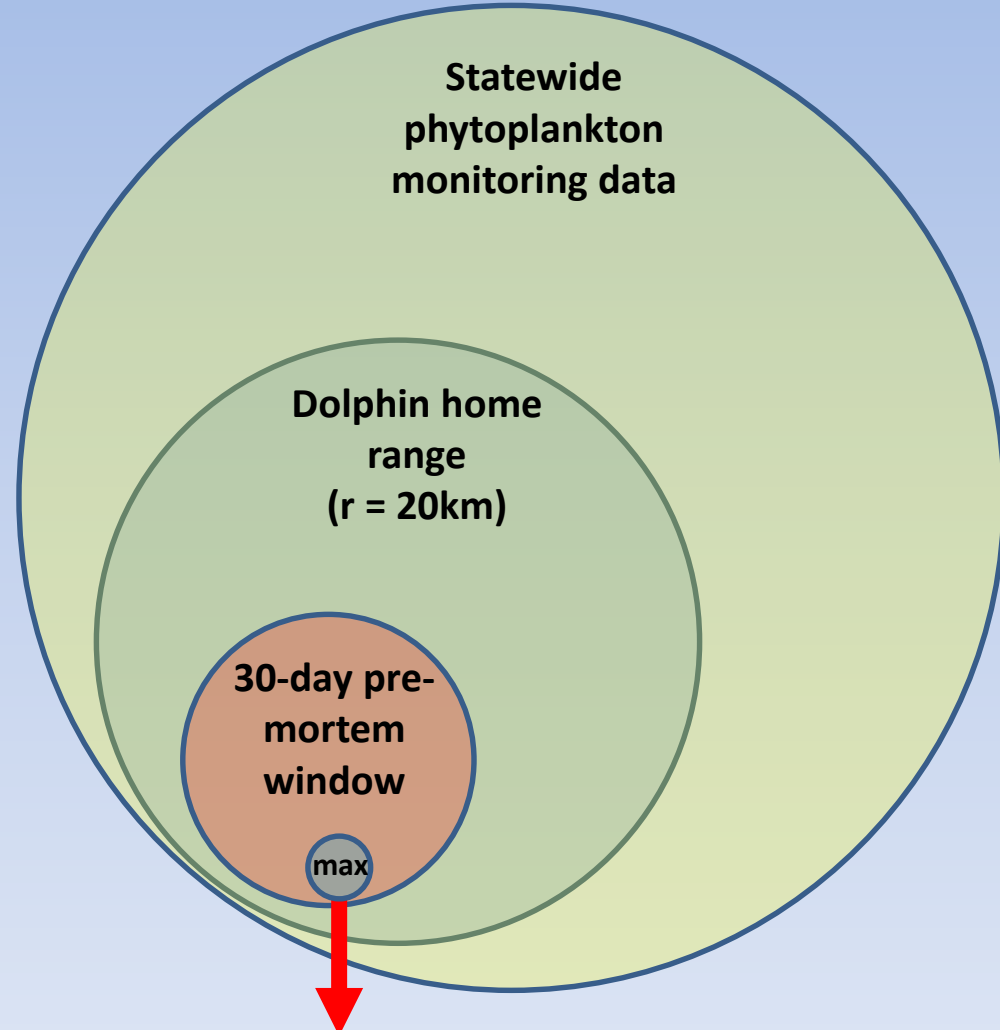 Statewide
phytoplankton
monitoring data
Dolphin home
range
(r = 20km)
30-day pre-
mortem
window
max